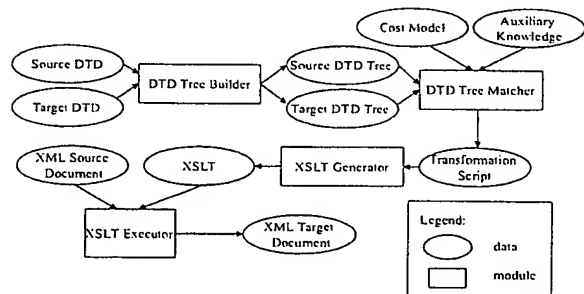 Cost Model
Auxiliary
Knowledge
Source DTD
Source DTD Tree
DTD Tree Builder
DTD Tree Matcher
Target DTD
Target DTD Tree
XML Source
Document
XSLT
XSLT Generator
Transformation
Script
XSLT Executor
XML Target
Document
Legend:
data
module